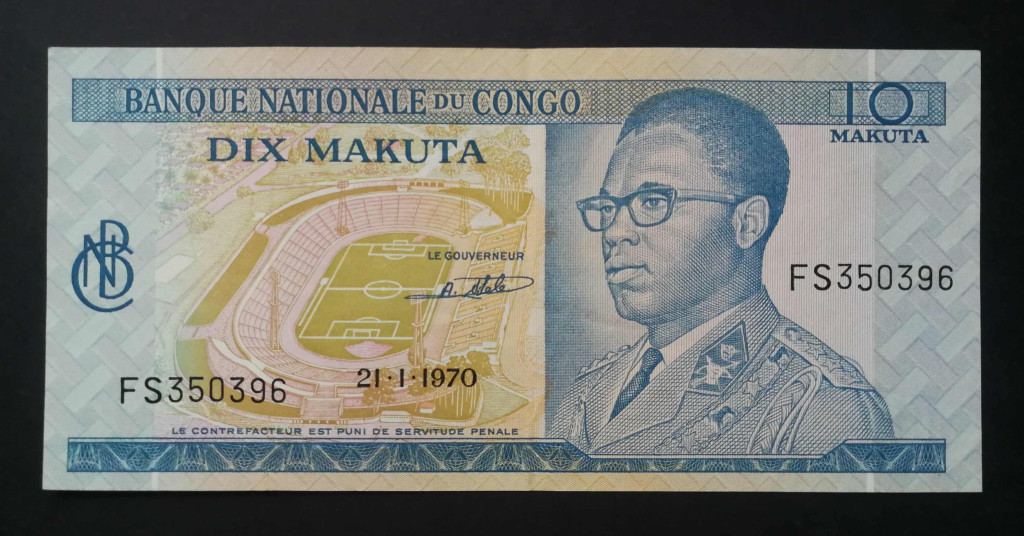 BANQUE NATIONALE DU CONGO
10
MAKUTA
DIX MAKUTA
BNC
LE GOUVERNEUR
FS350396
FS350396
21·1·1970
LE CONTREFACTEUR EST PUNI DE SERVITUDE PENALE